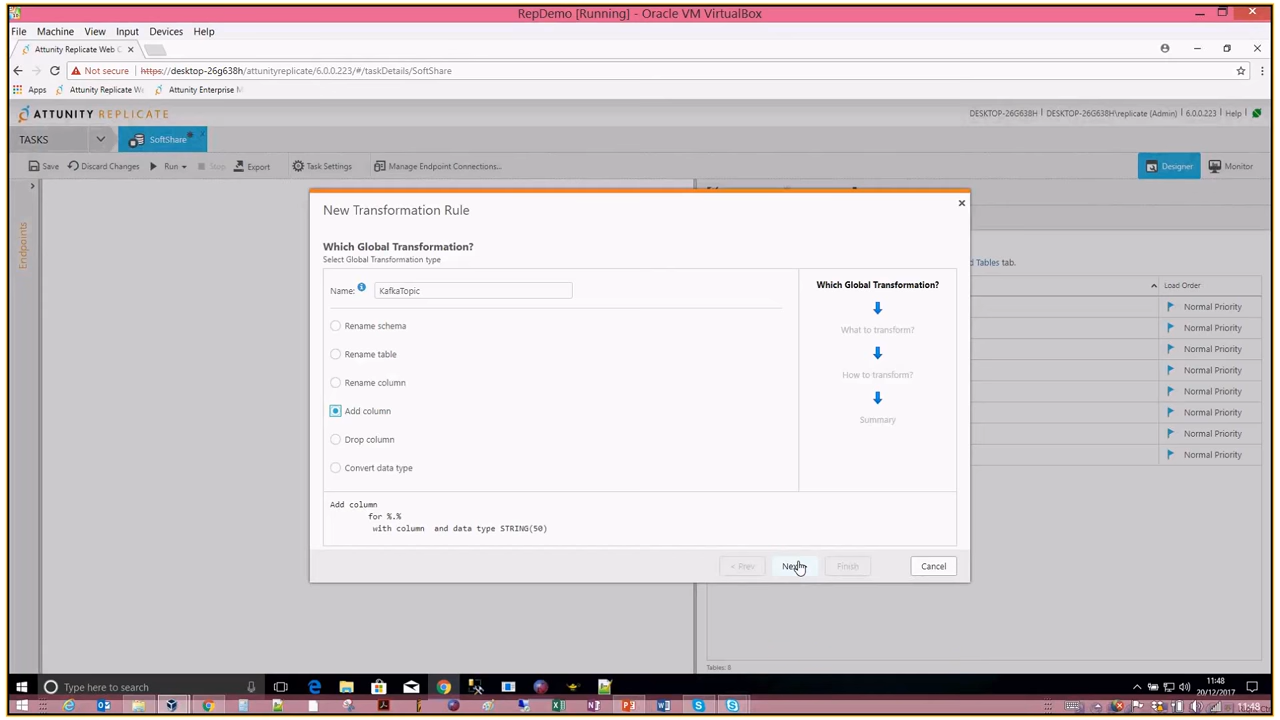 RepDemo [Running] - Oracle VM VirtualBox
File Machine View Input Devices Help
Attunity Replicate Web C
Not secure https://desktop-26g638h/attunityreplicate/6.0.0.223/#/taskDetails/SoftShare
Apps Attunity Replicate We Attunity Enterprise M
ATTUNITY REPLICATE
DESKTOP-26G638H | DESKTOP-26G638H\replicate (Admin) | 6.0.0.223 | Help
TASKS SoftShare*
Save Discard Changes Run Stop Export Task Settings Manage Endpoint Connections... Designer Monitor
Endpoints
New Transformation Rule
Which Global Transformation?
Select Global Transformation type
d Tables tab.
Name: KafkaTopic
Which Global Transformation?
Load Order
Rename schema
What to transform?
Rename table
How to transform?
Rename column
Add column
Summary
Drop column
Convert data type
Normal Priority
Normal Priority
Normal Priority
Normal Priority
Normal Priority
Normal Priority
Normal Priority
Normal Priority
Add column
for %.%
with column and data type STRING(50)
< Prev Next Finish Cancel
Tables: 8
Type here to search
11:48
20/12/2017
11:48